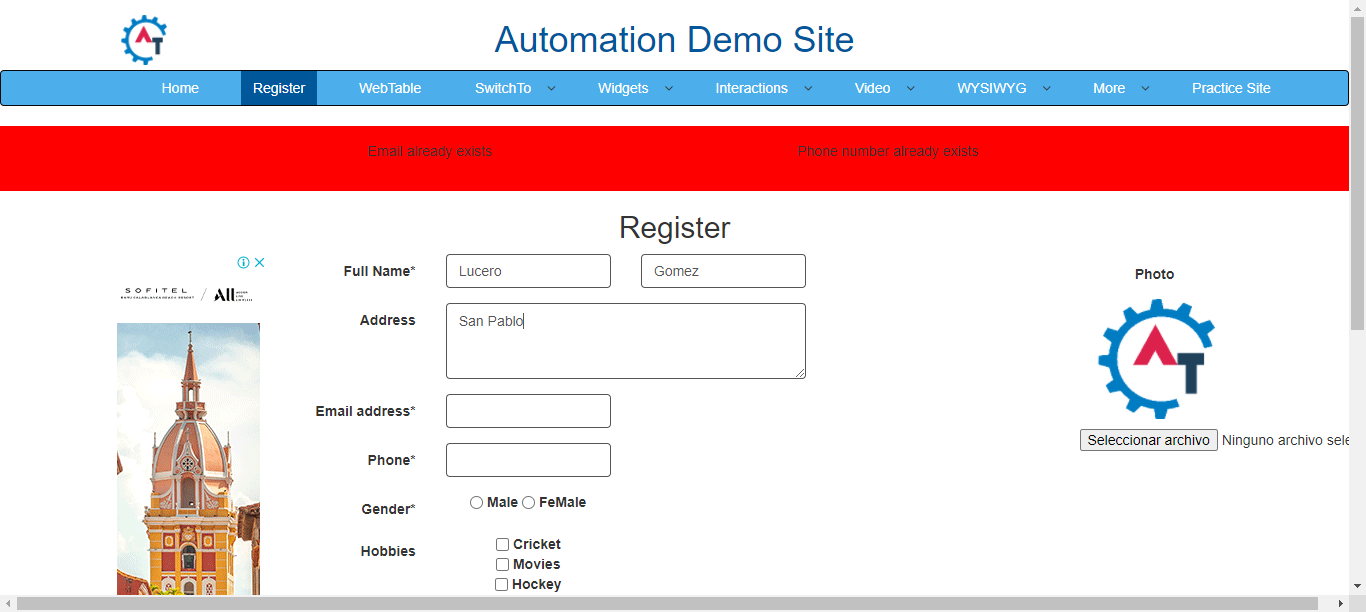 Automation Demo Site
Home Register WebTable SwitchTo Widgets Interactions Video WYSIWYG More Practice Site
Email already exists Phone number already exists
Register
Full Name* Lucero Gomez
Photo
SOFITEL
Address San Pablo
Email address*
Phone*
Seleccionar archivo Ninguno archivo sele
Gender* Male FeMale
Hobbies Cricket
Movies
Hockey